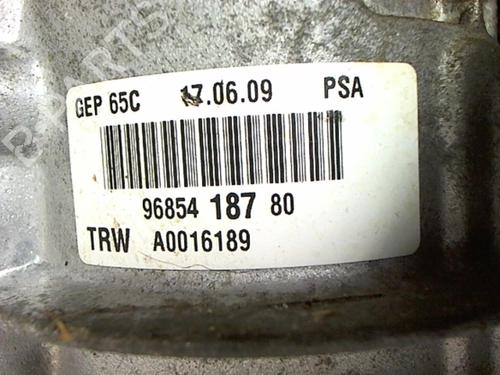 GEP 65C 17.06.09 PSA
96854 187 80
TRW A0016189